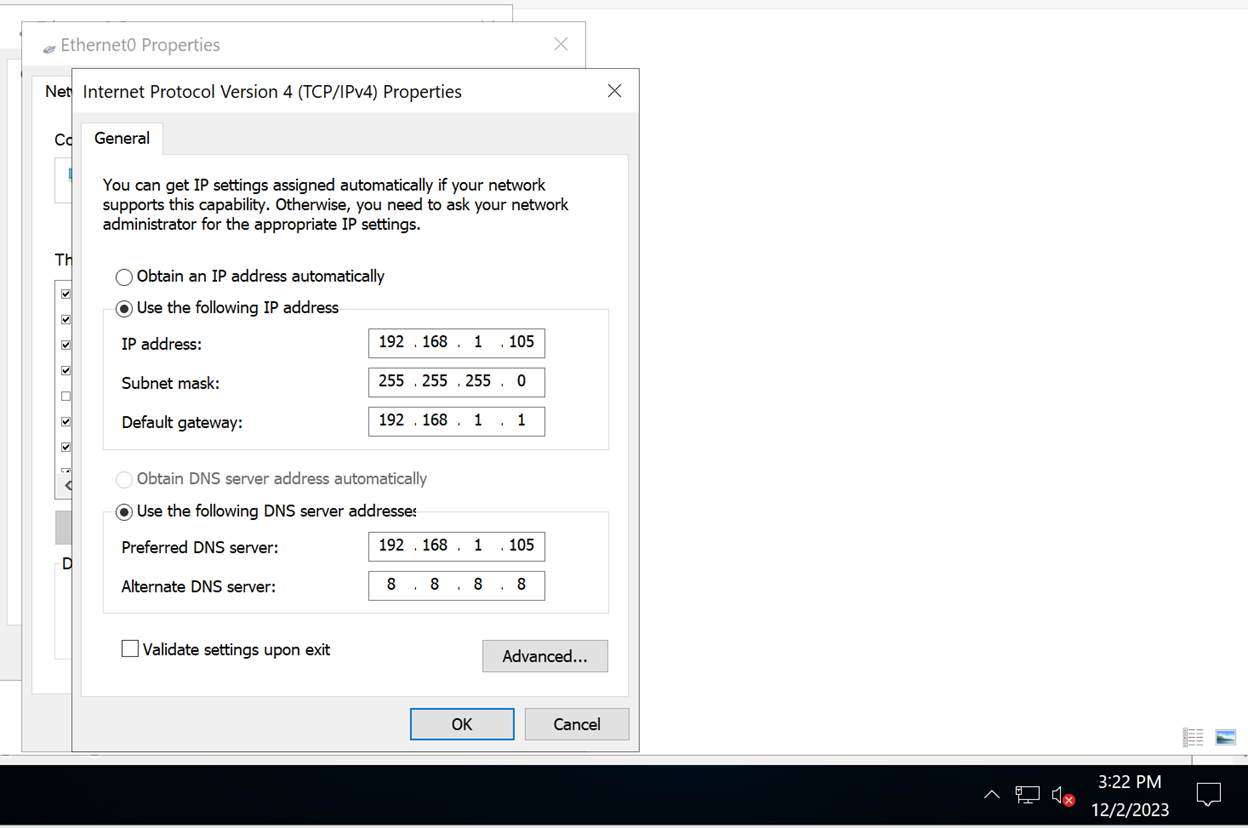 Ethernet0 Properties
Internet Protocol Version 4 (TCP/IPv4) Properties
General
You can get IP settings assigned automatically if your network
supports this capability. Otherwise, you need to ask your network
administrator for the appropriate IP settings.
Obtain an IP address automatically
Use the following IP address
IP address: 192 . 168 . 1 . 105
Subnet mask: 255 . 255 . 255 . 0
Default gateway: 192 . 168 . 1 . 1
Obtain DNS server address automatically
Use the following DNS server addresses:
Preferred DNS server: 192 . 168 . 1 . 105
Alternate DNS server: 8 . 8 . 8 . 8
Validate settings upon exit
Advanced...
OK Cancel
3:22 PM
12/2/2023